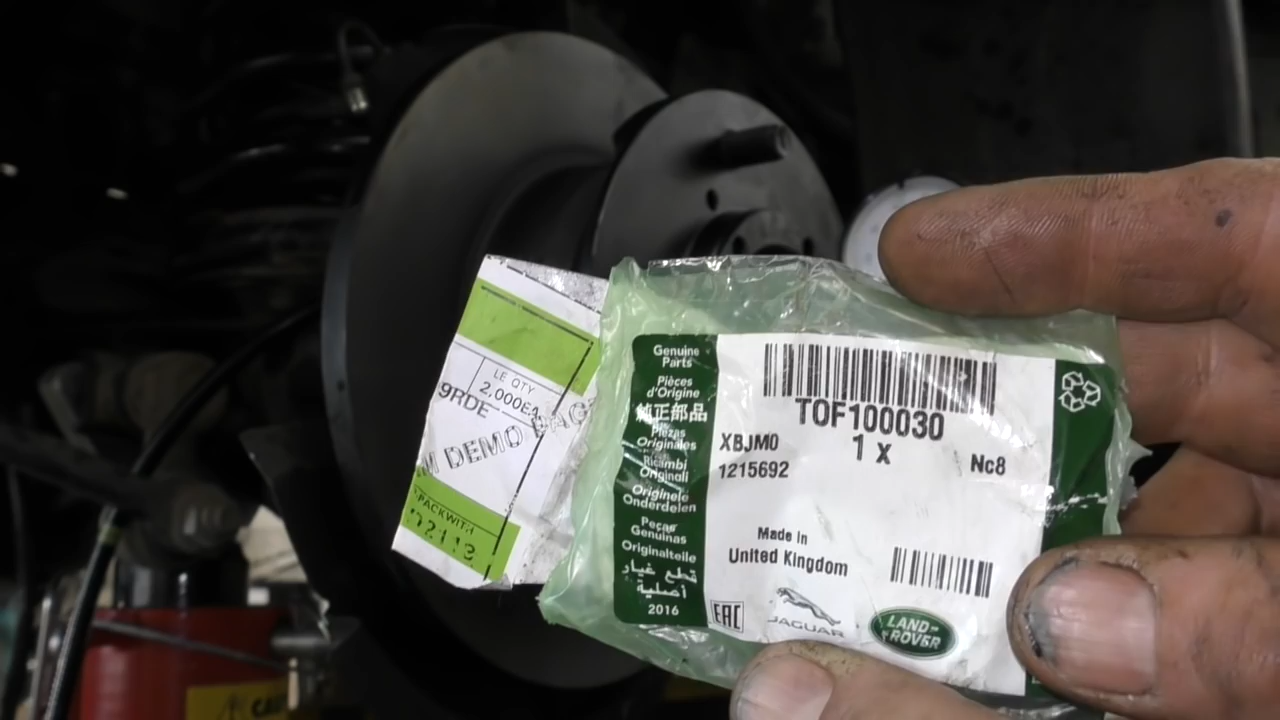 LE QTY
2,000EA
9RDE
M DEMO BAG
PACKWITH
Genuine
Parts
Pièces
d'Origine
純正部品
Piezas
Originales
Ricambi
Originali
Originele
Onderdelen
Peças
Genuinas
Originalteile
قطع غيار
أصلية
2016
TOF100030
XBJM0
1 x
Nc8
1215692
Made in
United Kingdom
EAC
JAGUAR
LAND-
ROVER